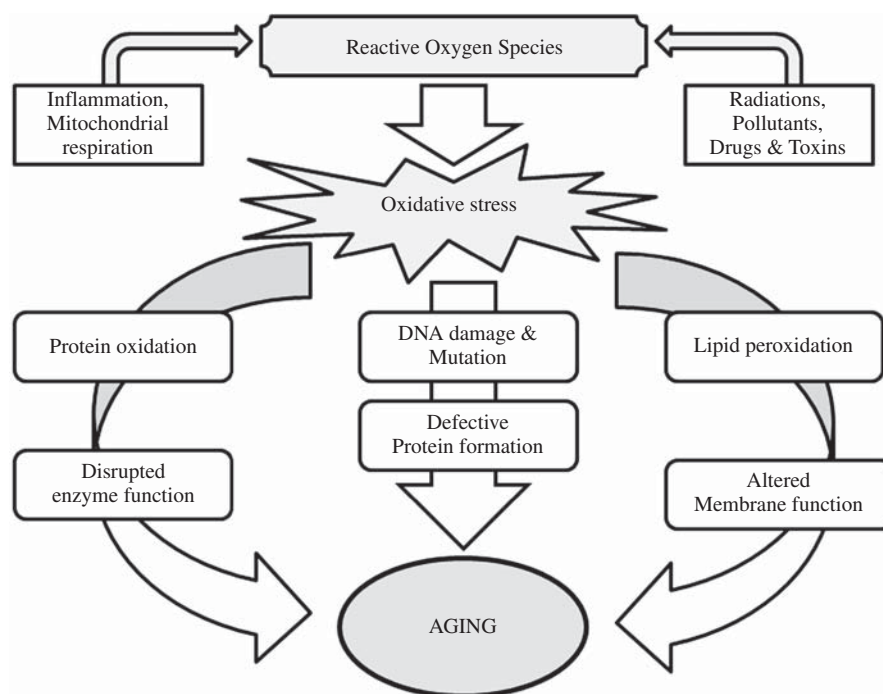 Reactive Oxygen Species
Inflammation,
Mitochondrial
respiration
Radiations,
Pollutants,
Drugs & Toxins
Oxidative stress
Protein oxidation
DNA damage &
Mutation
Lipid peroxidation
Defective
Protein formation
Disrupted
enzyme function
Altered
Membrane function
AGING